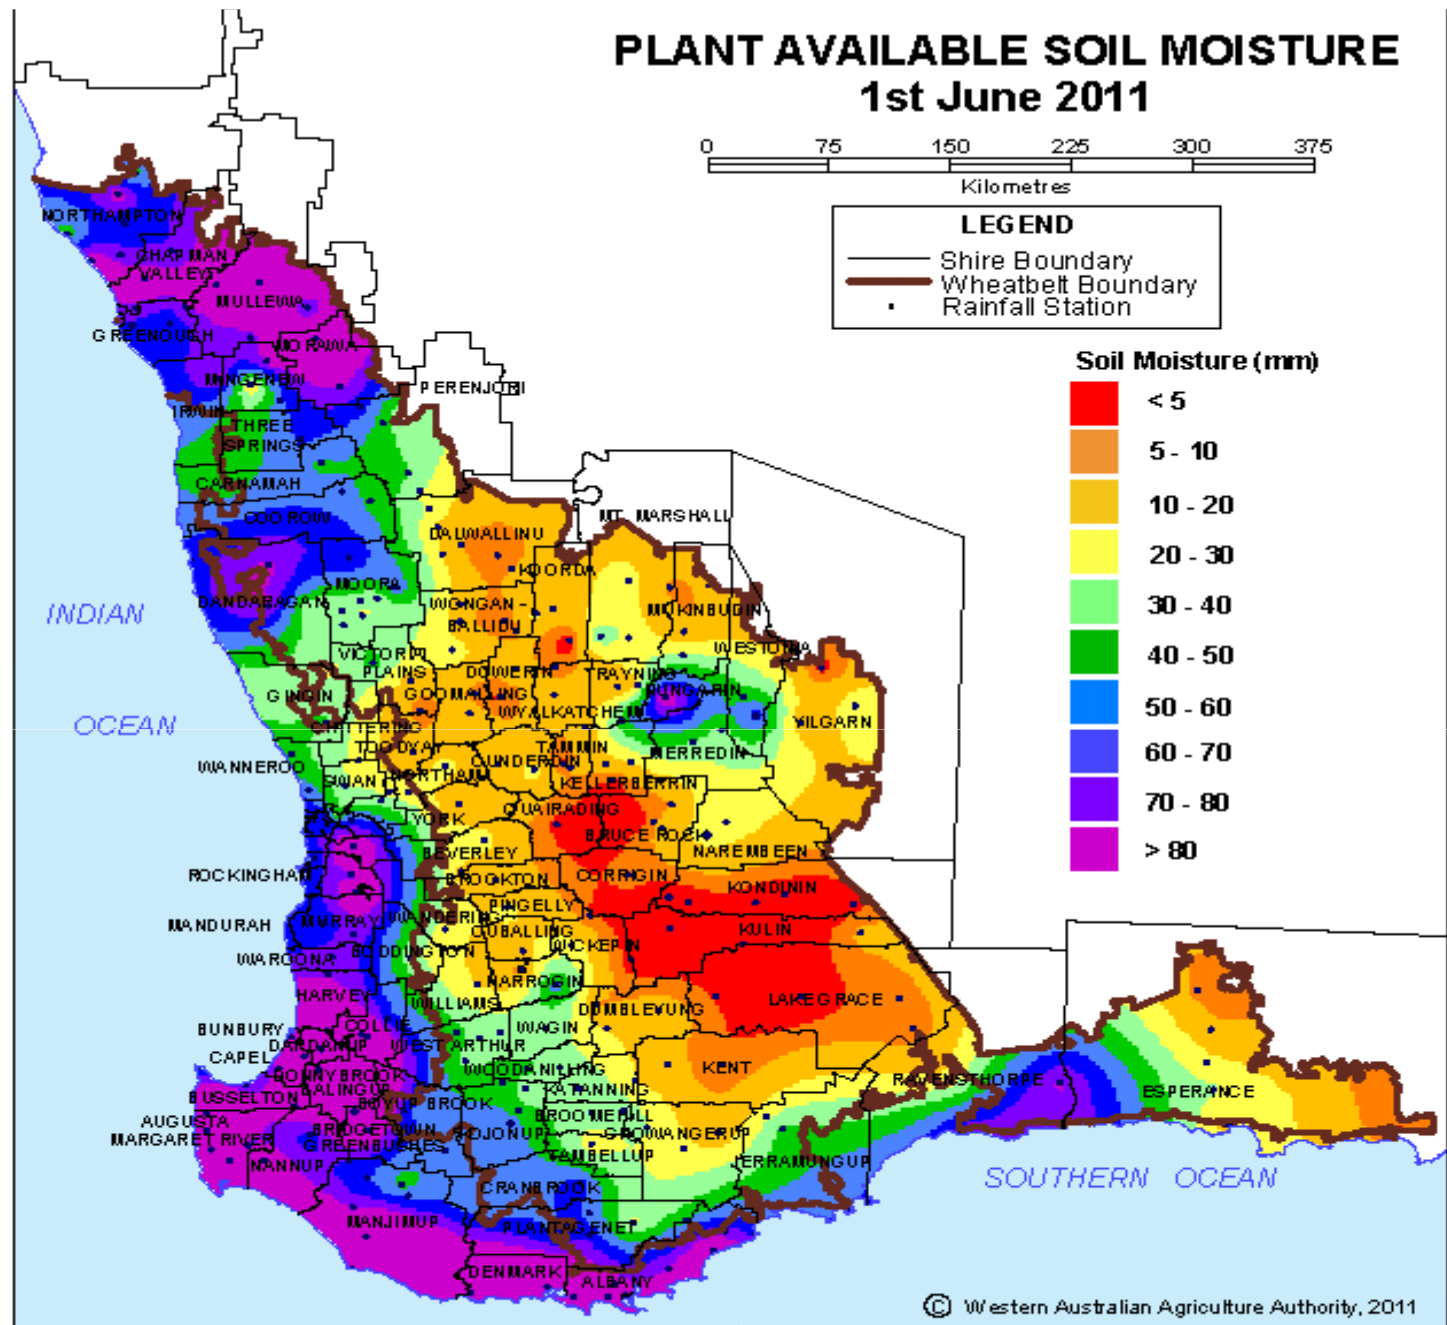 PLANT AVAILABLE SOIL MOISTURE
1st June 2011
0 75 150 225 300 375
Kilometres
LEGEND
Shire Boundary
Wheatbelt Boundary
Rainfall Station
Soil Moisture (mm)
< 5
5 - 10
10 - 20
20 - 30
30 - 40
40 - 50
50 - 60
60 - 70
70 - 80
> 80
NORTHAMPTON
CHAPMAN
VALLEY
MULLEWA
GREENOUGH
MORAWA
MINGENEW
PERENJORI
IRWIN
THREE
SPRINGS
CARNAMAH
COOROW
MT. MARSHALL
DALWALLINU
KOORDA
MOORA
DANDARAGAN
WONGAN -
BALLIDU
MUKINBUDIN
INDIAN
OCEAN
VICTORIA
PLAINS
WESTONIA
DOWERIN
TRAYNING
NUNGARIN
GINGIN
GOOMALLING
WYALKATCHEM
YILGARN
CHITTERING
TOODYAY
TAMMIN
MERREDIN
WANNEROO
SWAN
NORTHAM
CUNDERDIN
KELLERBERRIN
YORK
QUAIRADING
BRUCE ROCK
BEVERLEY
NAREMBEEN
ROCKINGHAM
BROOKTON
CORRIGIN
KONDININ
PINGELLY
MANDURAH
MURRAY
WANDERING
CUBALLING
KULIN
WAROONA
BODDINGTON
WICKEPIN
HARVEY
NARROGIN
WILLIAMS
DUMBLEYUNG
LAKE GRACE
BUNBURY
COLLIE
WAGIN
DARDANUP
WEST ARTHUR
CAPEL
WOODANILLING
KENT
DONNYBROOK
BALINGUP
BUSSELTON
KATANNING
RAVENSTHORPE
ESPERANCE
BOYUP BROOK
BROOMEHILL
AUGUSTA
MARGARET RIVER
BRIDGETOWN
GREENBUSHES
KOJONUP
GNOWANGERUP
TAMBELLUP
NANNUP
JERRAMUNGUP
CRANBROOK
SOUTHERN OCEAN
MANJIMUP
PLANTAGENET
DENMARK
ALBANY
© Western Australian Agriculture Authority, 2011